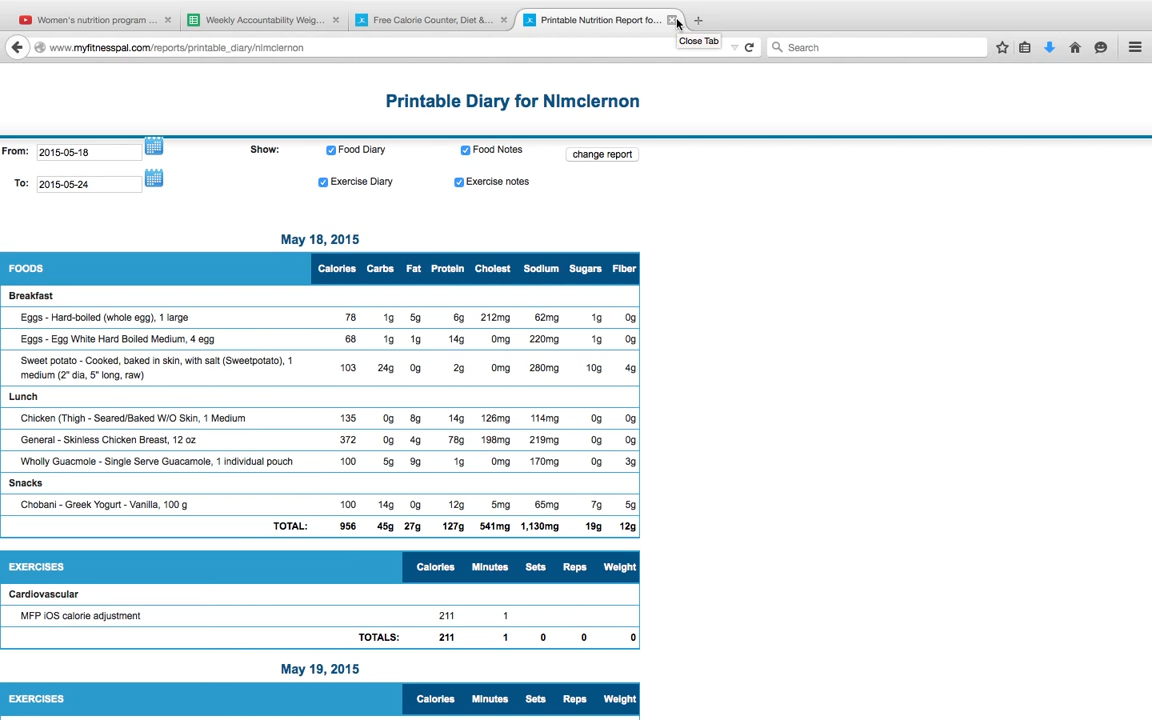 Women's nutrition program ...
Weekly Accountability Weig...
Free Calorie Counter, Diet &...
Printable Nutrition Report fo...
Close Tab
www.myfitnesspal.com/reports/printable_diary/nlmclernon
Search
Printable Diary for Nlmclernon
From: 2015-05-18 Show: Food Diary Food Notes change report
To: 2015-05-24 Exercise Diary Exercise notes
May 18, 2015
FOODS Calories Carbs Fat Protein Cholest Sodium Sugars Fiber
Breakfast
Eggs - Hard-boiled (whole egg), 1 large 78 1g 5g 6g 212mg 62mg 1g 0g
Eggs - Egg White Hard Boiled Medium, 4 egg 68 1g 1g 14g 0mg 220mg 1g 0g
Sweet potato - Cooked, baked in skin, with salt (Sweetpotato), 1
medium (2" dia, 5" long, raw) 103 24g 0g 2g 0mg 280mg 10g 4g
Lunch
Chicken (Thigh - Seared/Baked W/O Skin, 1 Medium 135 0g 8g 14g 126mg 114mg 0g 0g
General - Skinless Chicken Breast, 12 oz 372 0g 4g 78g 198mg 219mg 0g 0g
Wholly Guacmole - Single Serve Guacamole, 1 individual pouch 100 5g 9g 1g 0mg 170mg 0g 3g
Snacks
Chobani - Greek Yogurt - Vanilla, 100 g 100 14g 0g 12g 5mg 65mg 7g 5g
TOTAL: 956 45g 27g 127g 541mg 1,130mg 19g 12g
EXERCISES Calories Minutes Sets Reps Weight
Cardiovascular
MFP iOS calorie adjustment 211 1
TOTALS: 211 1 0 0 0
May 19, 2015
EXERCISES Calories Minutes Sets Reps Weight